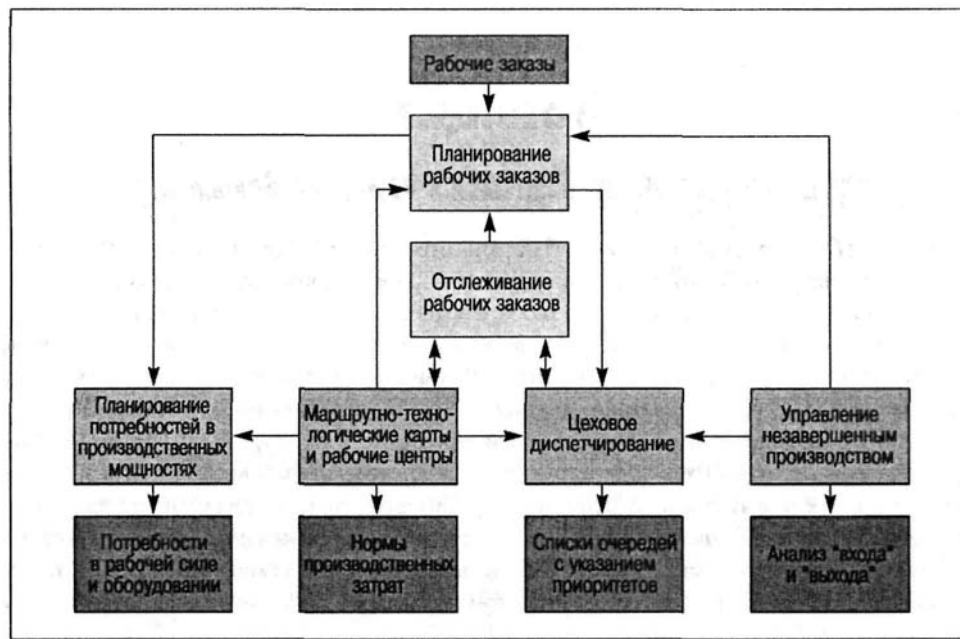 Рабочие заказы
Планирование
рабочих заказов
Отслеживание
рабочих заказов
Планирование
потребностей в
производственных
мощностях
Маршрутно-техно-
логические карты
и рабочие центры
Цеховое
диспетчирование
Управление
незавершенным
производством
Потребности
в рабочей силе
и оборудовании
Нормы
производственных
затрат
Списки очередей
с указанием
приоритетов
Анализ "входа"
и "выхода"